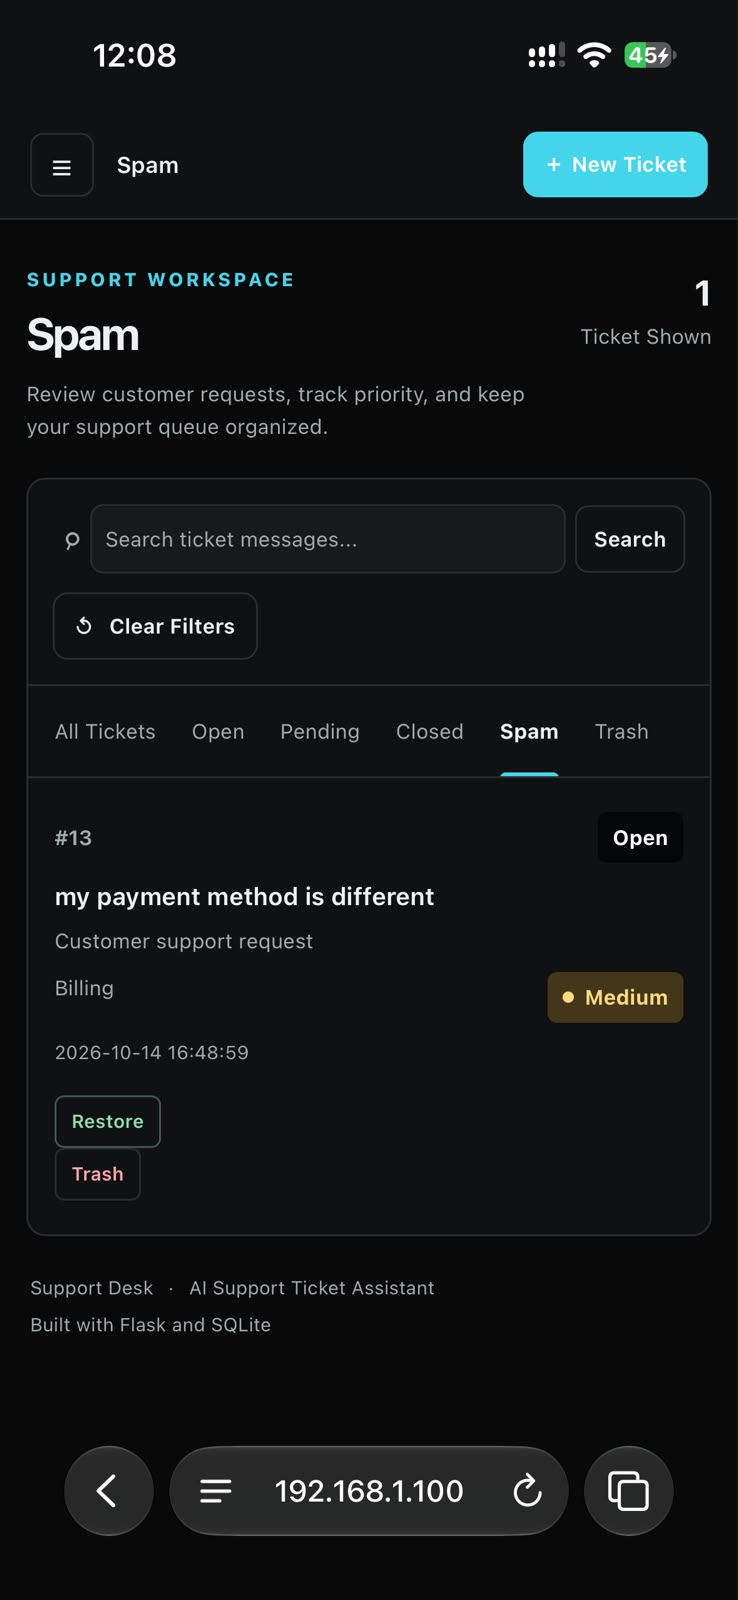 12:08
45
Spam
+ New Ticket
SUPPORT WORKSPACE
Spam
1
Ticket Shown
Review customer requests, track priority, and keep
your support queue organized.
Search ticket messages...
Search
Clear Filters
All Tickets Open Pending Closed Spam Trash
#13
Open
my payment method is different
Customer support request
Billing
Medium
2026-10-14 16:48:59
Restore
Trash
Support Desk · AI Support Ticket Assistant
Built with Flask and SQLite
192.168.1.100